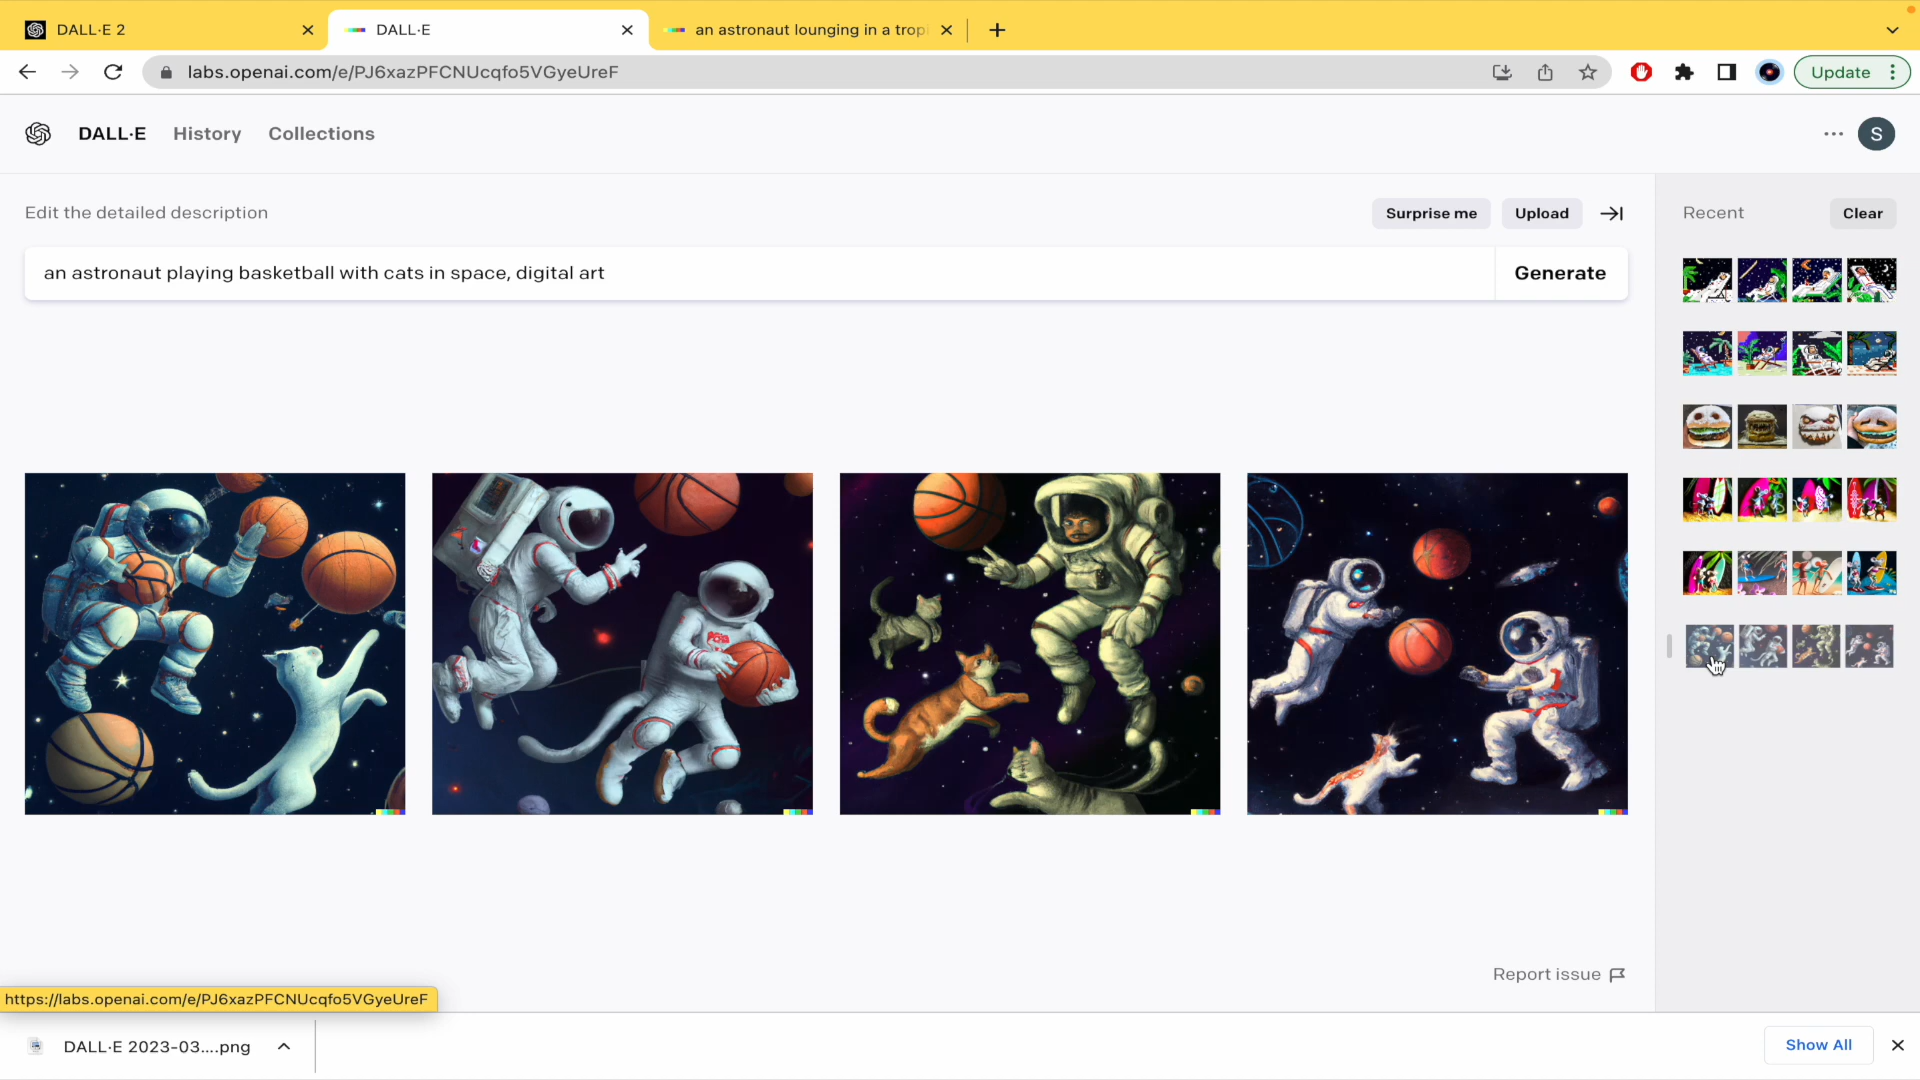 DALL·E 2
DALL·E
an astronaut lounging in a trop
labs.openai.com/e/PJ6xazPFCNUcqfo5VGyeUreF
Update
DALL·E History Collections
S
Edit the detailed description
Surprise me
Upload
Recent
Clear
an astronaut playing basketball with cats in space, digital art
Generate
Report issue
https://labs.openai.com/e/PJ6xazPFCNUcqfo5VGyeUreF
DALL·E 2023-03....png
Show All